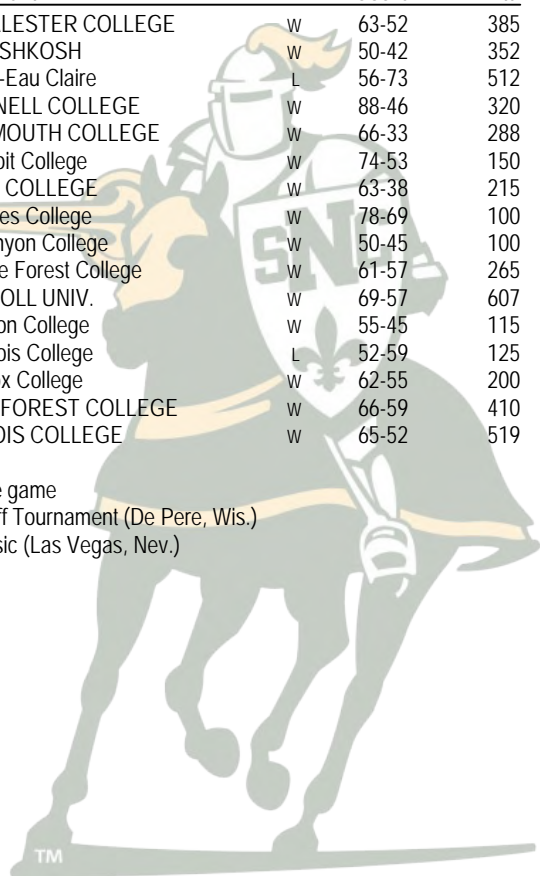 LLESTER COLLEGE W 63-52 385
SHKOSH W 50-42 352
-Eau Claire L 56-73 512
NELL COLLEGE W 88-46 320
MOUTH COLLEGE W 66-33 288
oit College W 74-53 150
COLLEGE W 63-38 215
es College W 78-69 100
nyon College W 50-45 100
e Forest College W 61-57 265
OLL UNIV. W 69-57 607
on College W 55-45 115
ois College L 52-59 125
ox College W 62-55 200
FOREST COLLEGE W 66-59 410
OIS COLLEGE W 65-52 519
e game
ff Tournament (De Pere, Wis.)
sic (Las Vegas, Nev.)
SNC
TM